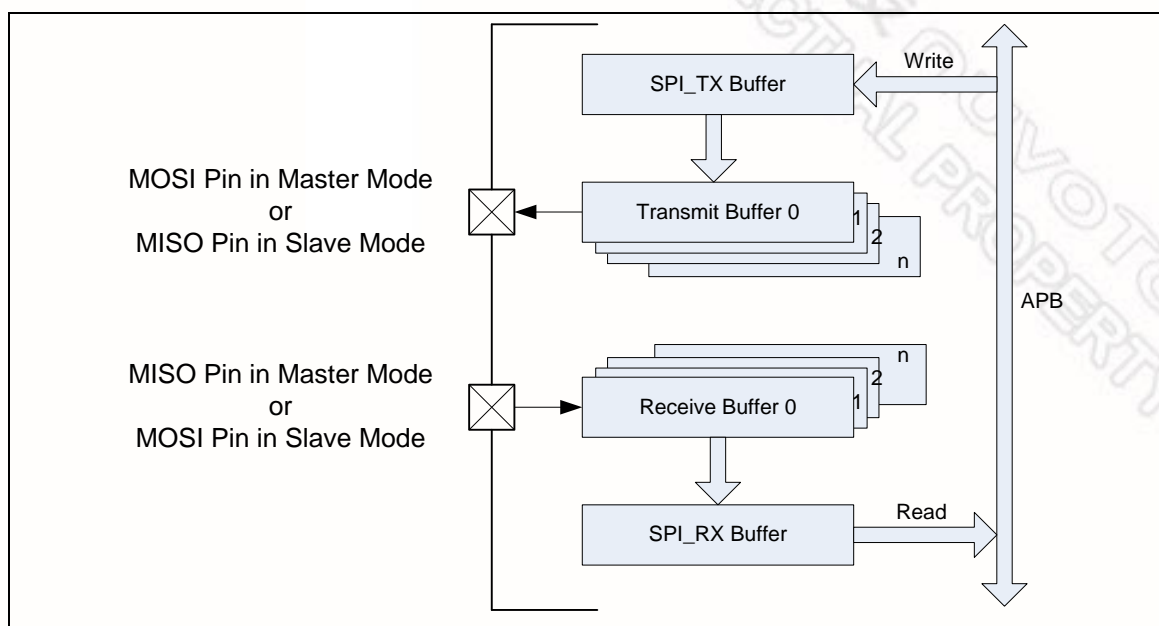 Write
SPI_TX Buffer
MOSI Pin in Master Mode
or
MISO Pin in Slave Mode
Transmit Buffer 0
1
2
n
APB
MISO Pin in Master Mode
or
MOSI Pin in Slave Mode
n
2
1
Receive Buffer 0
Read
SPI_RX Buffer
NUVOTO
PROPERTY